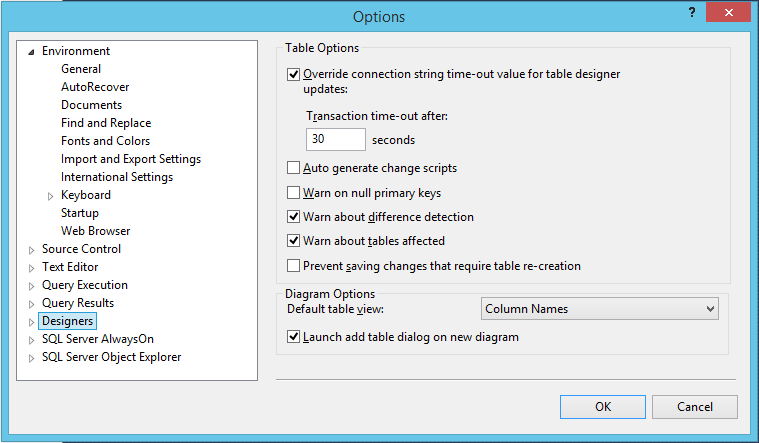 Options
?
Environment
General
AutoRecover
Documents
Find and Replace
Fonts and Colors
Import and Export Settings
International Settings
Keyboard
Startup
Web Browser
Source Control
Text Editor
Query Execution
Query Results
Designers
SQL Server AlwaysOn
SQL Server Object Explorer
Table Options
Override connection string time-out value for table designer
updates:
Transaction time-out after:
30 seconds
Auto generate change scripts
Warn on null primary keys
Warn about difference detection
Warn about tables affected
Prevent saving changes that require table re-creation
Diagram Options
Default table view: Column Names
Launch add table dialog on new diagram
OK Cancel